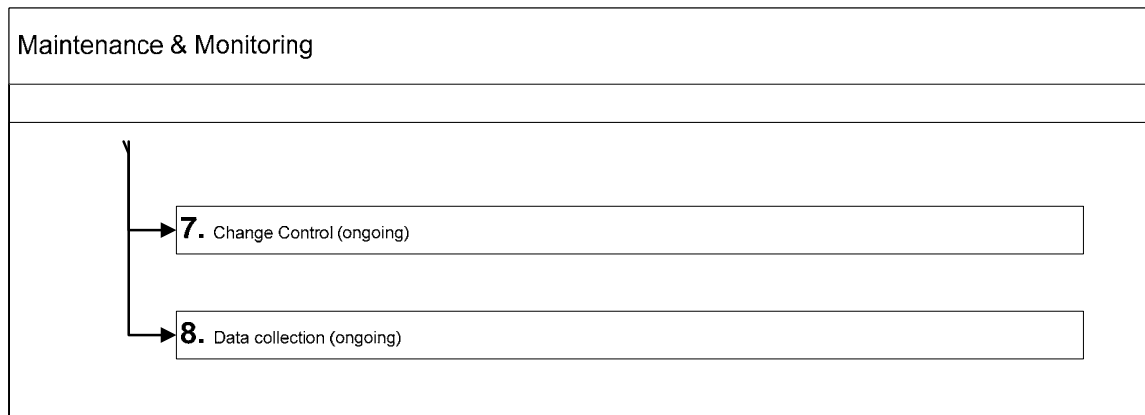 Maintenance & Monitoring
7. Change Control (ongoing)
8. Data collection (ongoing)